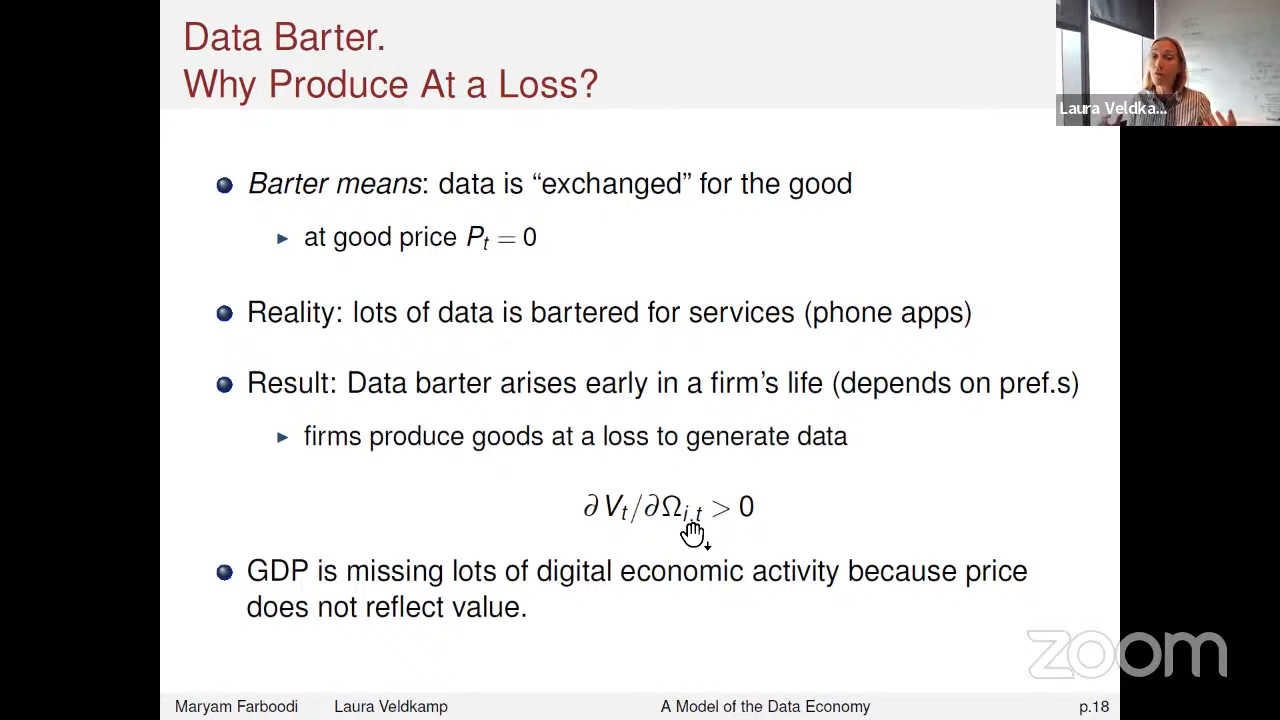 Data Barter.
Why Produce At a Loss?
Laura Veldka...
Barter means: data is “exchanged” for the good
at good price Pₜ = 0
Reality: lots of data is bartered for services (phone apps)
Result: Data barter arises early in a firm’s life (depends on pref.s)
firms produce goods at a loss to generate data
∂Vₜ/∂Ωᵢ,ₜ > 0
GDP is missing lots of digital economic activity because price
does not reflect value.
zoom
Maryam Farboodi Laura Veldkamp A Model of the Data Economy p.18